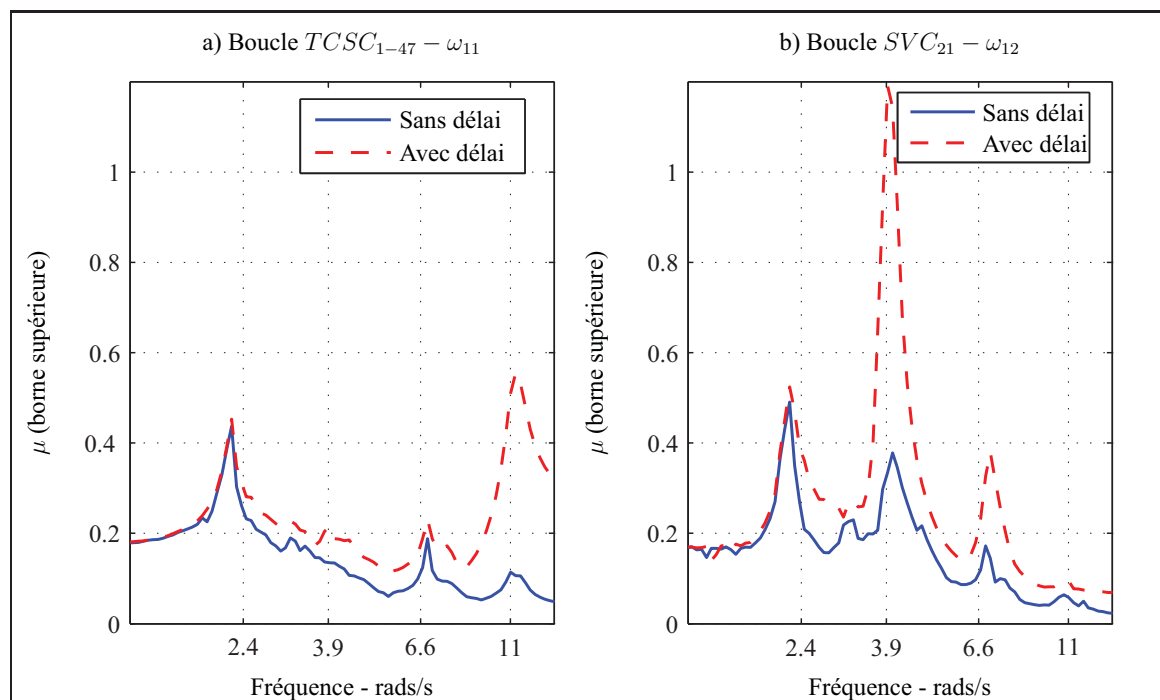 a) Boucle TCSC₁₋₄₇ − ω₁₁
Sans délai
Avec délai
1
0.8
0.6
0.4
0.2
0
μ (borne supérieure)
2.4 3.9 6.6 11
Fréquence - rads/s
b) Boucle SVC₂₁ − ω₁₂
Sans délai
Avec délai
1
0.8
0.6
0.4
0.2
0
μ (borne supérieure)
2.4 3.9 6.6 11
Fréquence - rads/s